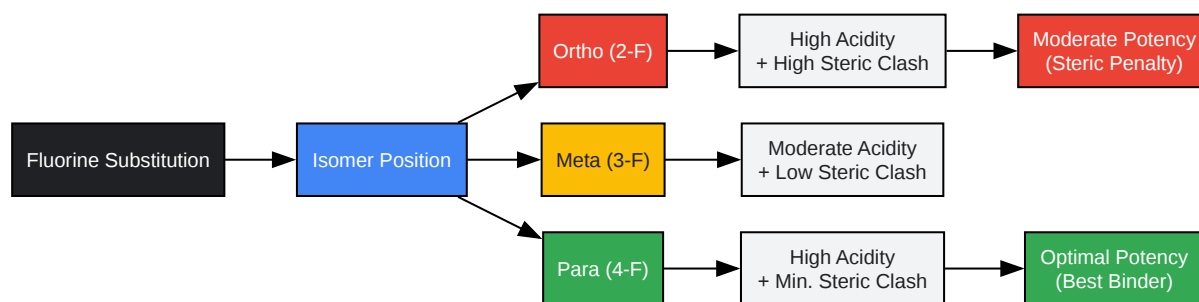 Fluorine Substitution
Isomer Position
Ortho (2-F)
High Acidity
+ High Steric Clash
Moderate Potency
(Steric Penalty)
Meta (3-F)
Moderate Acidity
+ Low Steric Clash
Para (4-F)
High Acidity
+ Min. Steric Clash
Optimal Potency
(Best Binder)